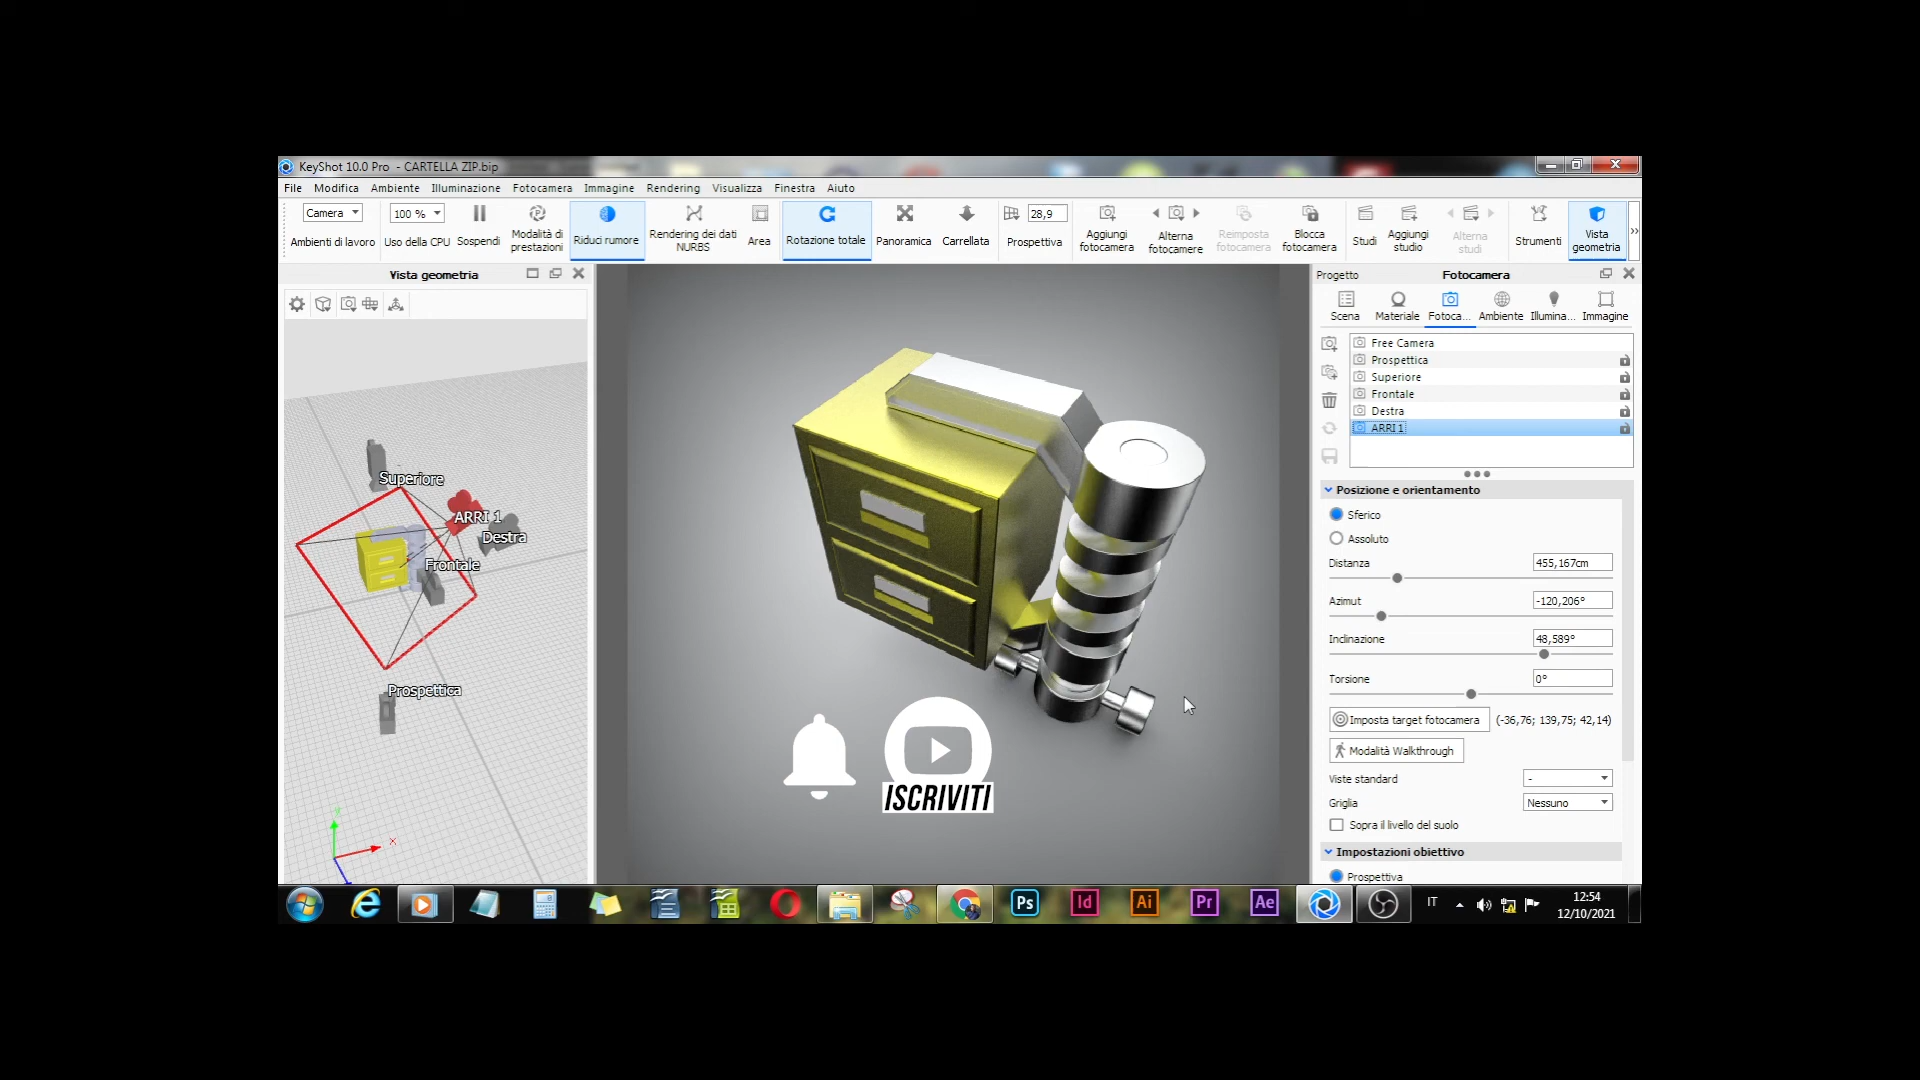 KeyShot 10.0 Pro - CARTELLA ZIP.bip
File Modifica Ambiente Illuminazione Fotocamera Immagine Rendering Visualizza Finestra Aiuto
Camera 100 % 28,9
Ambienti di lavoro Uso della CPU Sospendi Modalità di prestazioni Riduci rumore Rendering dei dati NURBS Area Rotazione totale Panoramica Carrellata Prospettiva Aggiungi fotocamera Alterna fotocamere Reimposta fotocamera Blocca fotocamera Studi Aggiungi studio Alterna studi Strumenti Vista geometria
Vista geometria
Superiore
ARRI 1
Destra
Frontale
Prospettica
y
x
ISCRIVITI
Progetto Fotocamera
Scena Materiale Fotoca... Ambiente Illumina... Immagine
Free Camera
Prospettica
Superiore
Frontale
Destra
ARRI 1
Posizione e orientamento
Sferico
Assoluto
Distanza 455,167cm
Azimut -120,206°
Inclinazione 48,589°
Torsione 0°
Imposta target fotocamera (-36,76; 139,75; 42,14)
Modalità Walkthrough
Viste standard -
Griglia Nessuno
Sopra il livello del suolo
Impostazioni obiettivo
Prospettiva
Ps Id Ai Pr Ae
IT
12:54
12/10/2021